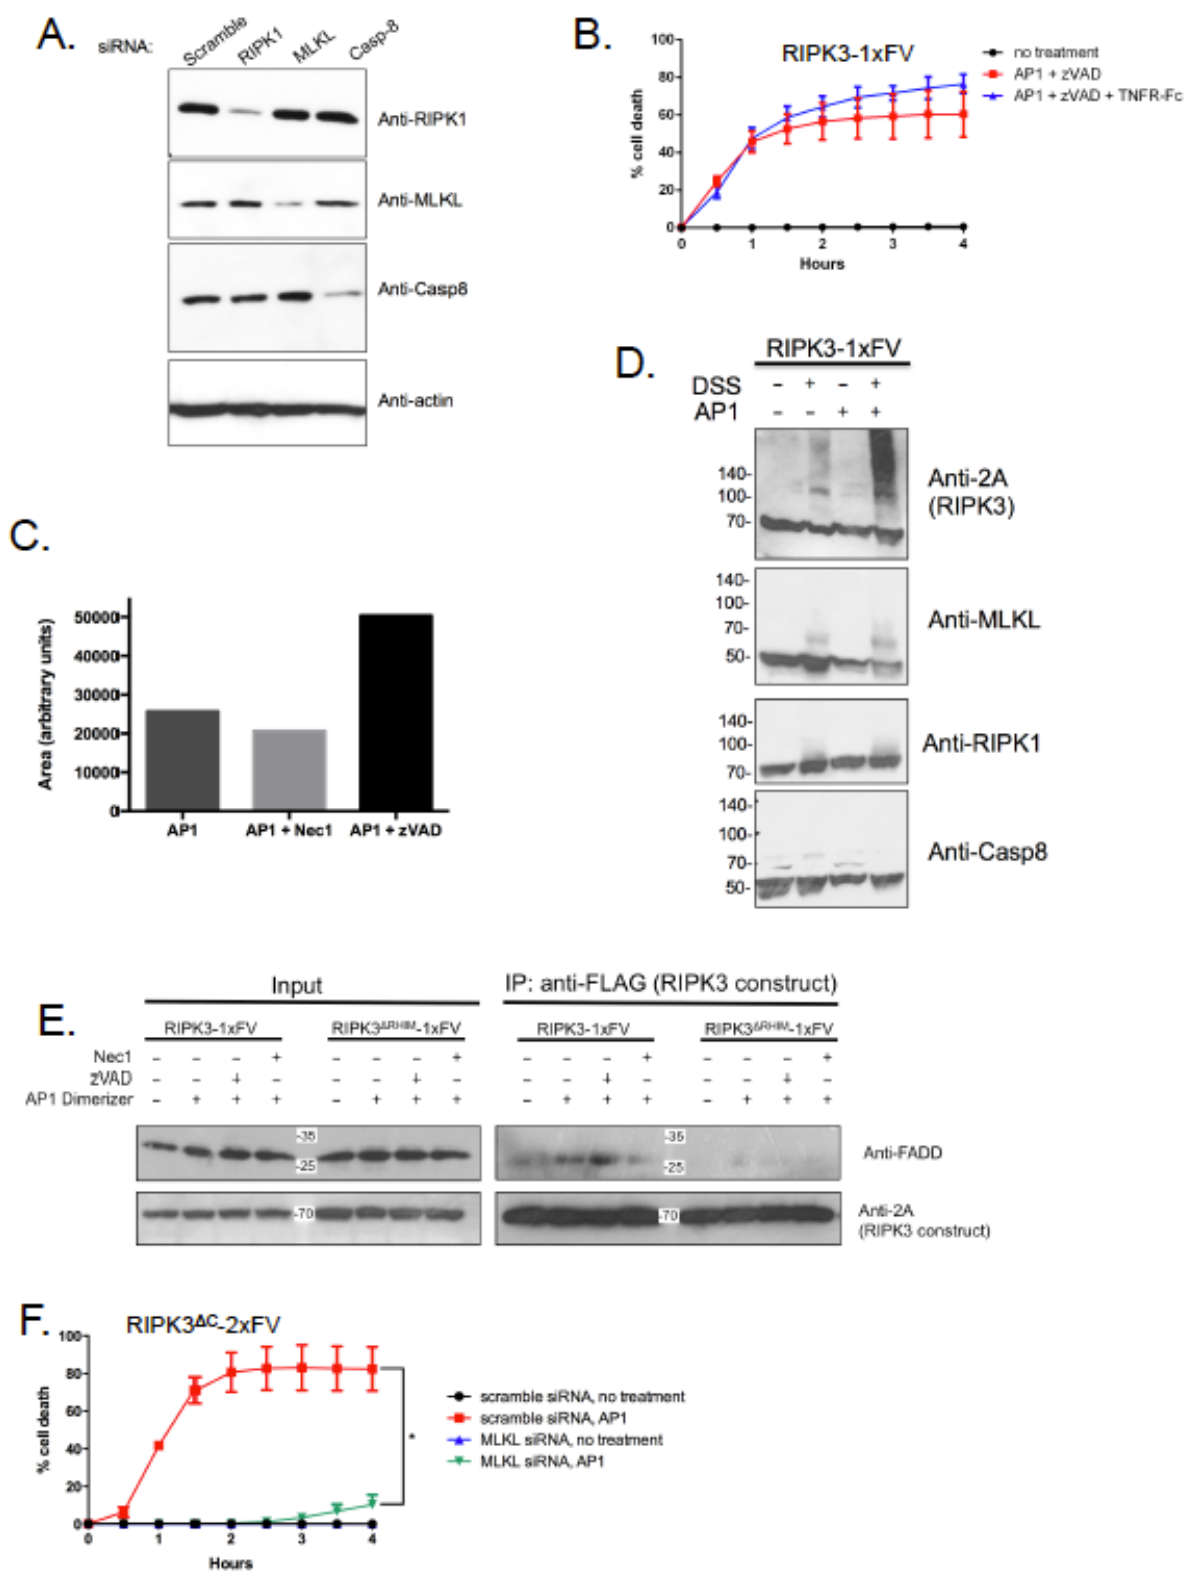 A.
siRNA:
Scramble
RIPK1
MLKL
Casp-8
Anti-RIPK1
Anti-MLKL
Anti-Casp8
Anti-actin
B.
RIPK3-1xFV
no treatment
AP1 + zVAD
AP1 + zVAD + TNFR-Fc
% cell death
100
80
60
40
20
0
0 1 2 3 4
Hours
C.
Area (arbitrary units)
50000
40000
30000
20000
10000
0
AP1 AP1 + Nec1 AP1 + zVAD
D.
RIPK3-1xFV
DSS - + - +
AP1 - - + +
140-
100-
70-
Anti-2A
(RIPK3)
140-
100-
70-
50-
Anti-MLKL
140-
100-
70-
Anti-RIPK1
140-
100-
70-
50-
Anti-Casp8
E.
Input IP: anti-FLAG (RIPK3 construct)
RIPK3-1xFV RIPK3ΔRHIM-1xFV RIPK3-1xFV RIPK3ΔRHIM-1xFV
Nec1 - - - + - - - + - - - + - - - +
zVAD - - + - - - + - - - + - - - + -
AP1 Dimerizer - + + + - + + + - + + + - + + +
-35 -35
-25 -25
Anti-FADD
-70 -70
Anti-2A
(RIPK3 construct)
F.
RIPK3ΔC-2xFV
% cell death
100
80
60
40
20
0
0 1 2 3 4
Hours
*
scramble siRNA, no treatment
scramble siRNA, AP1
MLKL siRNA, no treatment
MLKL siRNA, AP1